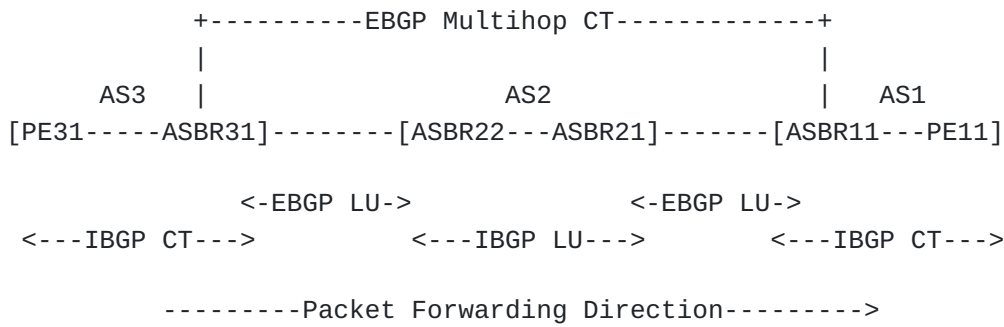 +----------EBGP Multihop CT-------------+
|                                       |
AS3   |                   AS2                 |   AS1
[PE31-----ASBR31]--------[ASBR22---ASBR21]-------[ASBR11---PE11]
<-EBGP LU->              <-EBGP LU->
<---IBGP CT--->          <---IBGP LU--->        <---IBGP CT--->
---------Packet Forwarding Direction--------->